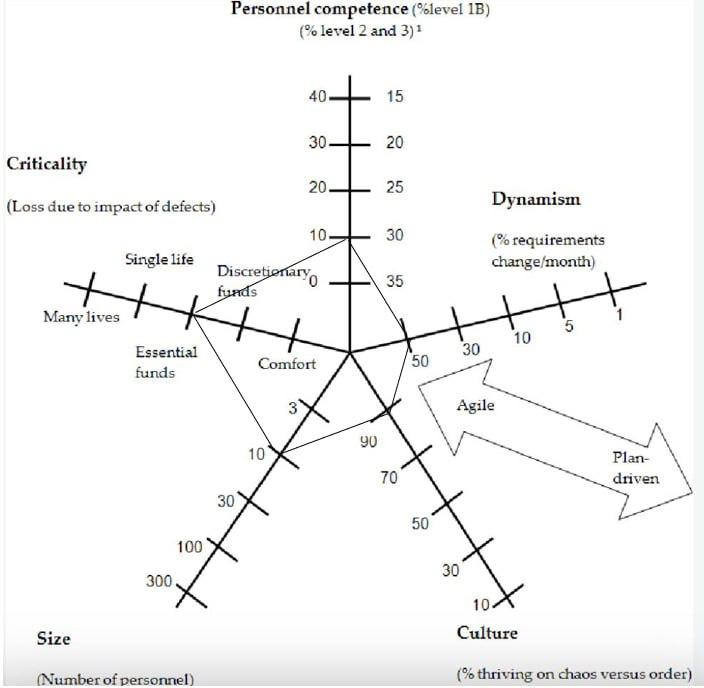 Personnel competence (%level 1B)
(% level 2 and 3)¹
40 15
30 20
20 25
10 30
0 35
Criticality
(Loss due to impact of defects)
Single life
Discretionary
funds
Many lives
Essential
funds
Comfort
Dynamism
(% requirements
change/month)
50 30 10 5 1
Agile
Plan-
driven
3
10
30
100
300
90
70
50
30
10
Size
(Number of personnel)
Culture
(% thriving on chaos versus order)